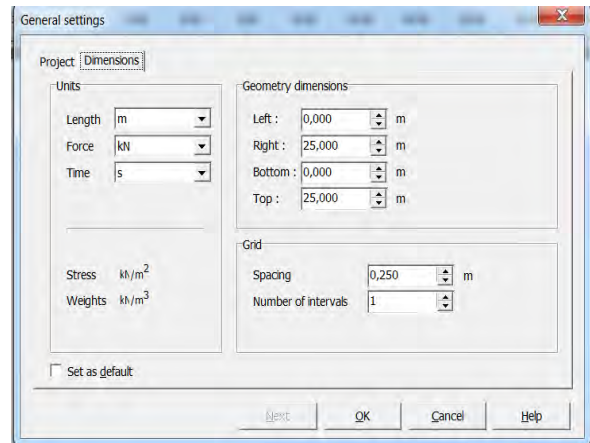 General settings
Project Dimensions
Units
Length m
Force kN
Time s
Stress kN/m²
Weights kN/m³
Geometry dimensions
Left : 0,000 m
Right : 25,000 m
Bottom : 0,000 m
Top : 25,000 m
Grid
Spacing 0,250 m
Number of intervals 1
Set as default
Next OK Cancel Help